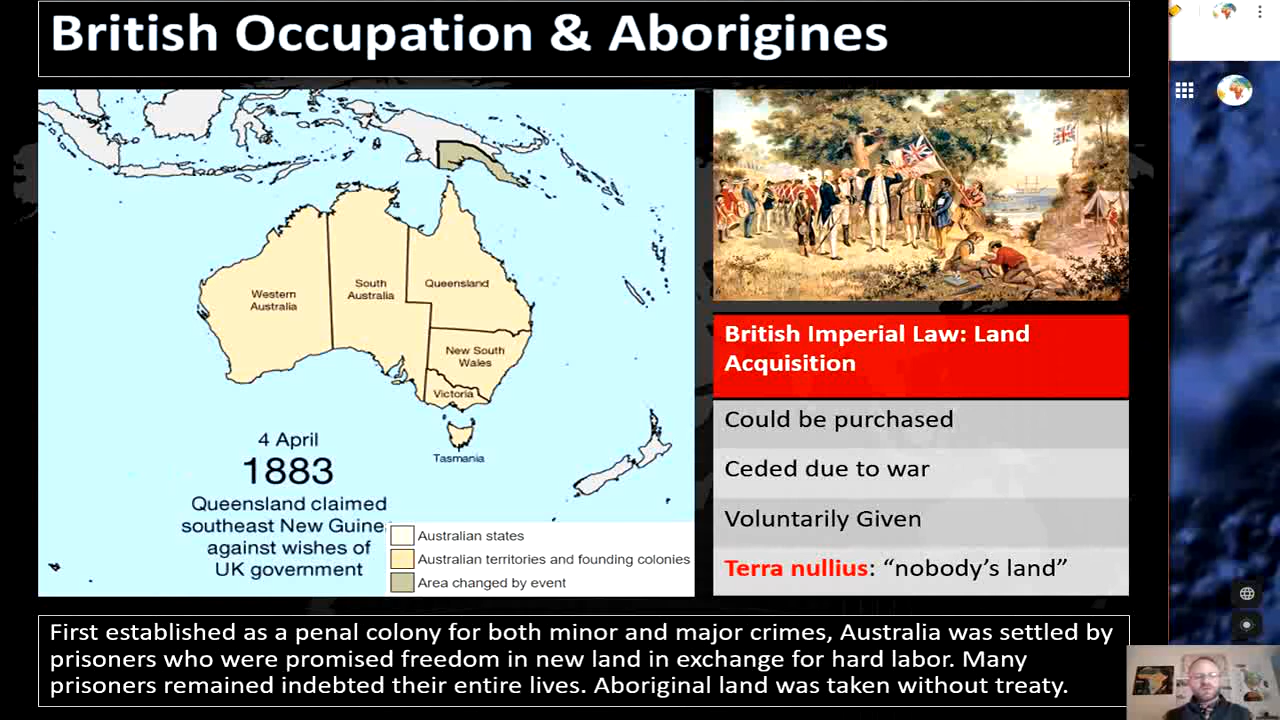 British Occupation & Aborigines
Western
Australia
South
Australia
Queensland
New South
Wales
Victoria
Tasmania
4 April
1883
Queensland claimed
southeast New Guine
against wishes of
UK government
Australian states
Australian territories and founding colonies
Area changed by event
British Imperial Law: Land
Acquisition
Could be purchased
Ceded due to war
Voluntarily Given
Terra nullius: “nobody’s land”
First established as a penal colony for both minor and major crimes, Australia was settled by
prisoners who were promised freedom in new land in exchange for hard labor. Many
prisoners remained indebted their entire lives. Aboriginal land was taken without treaty.